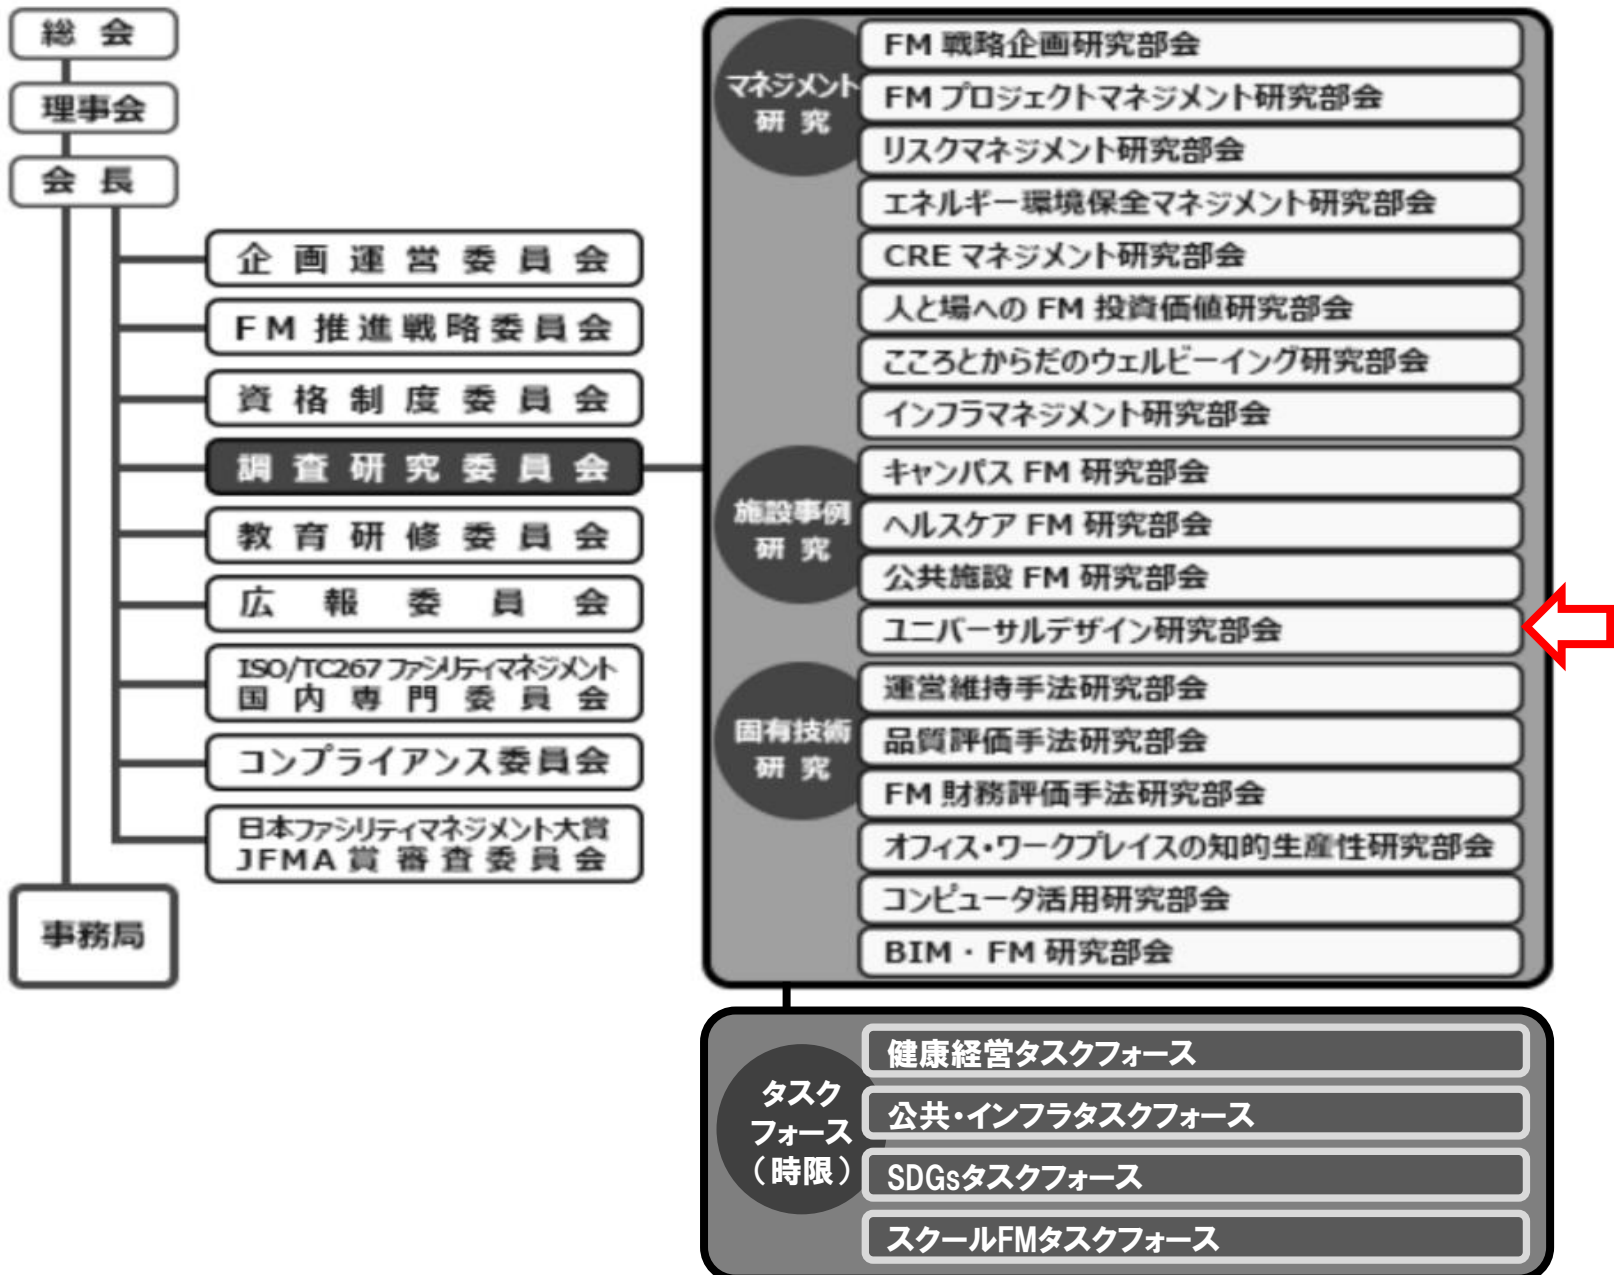 総会
理事会
会長
企画運営委員会
FM推進戦略委員会
資格制度委員会
調査研究委員会
教育研修委員会
広報委員会
ISO/TC267 ファシリティマネジメント
国内専門委員会
コンプライアンス委員会
日本ファシリティマネジメント大賞
JFMA賞審査委員会
事務局
マネジメント
研究
FM 戦略企画研究部会
FM プロジェクトマネジメント研究部会
リスクマネジメント研究部会
エネルギー環境保全マネジメント研究部会
CRE マネジメント研究部会
人と場への FM 投資価値研究部会
こころとからだのウェルビーイング研究部会
インフラマネジメント研究部会
施設事例
研究
キャンパス FM 研究部会
ヘルスケア FM 研究部会
公共施設 FM 研究部会
ユニバーサルデザイン研究部会
固有技術
研究
運営維持手法研究部会
品質評価手法研究部会
FM 財務評価手法研究部会
オフィス・ワークプレイスの知的生産性研究部会
コンピュータ活用研究部会
BIM・FM 研究部会
タスク
フォース
（時限）
健康経営タスクフォース
公共・インフラタスクフォース
SDGsタスクフォース
スクールFMタスクフォース